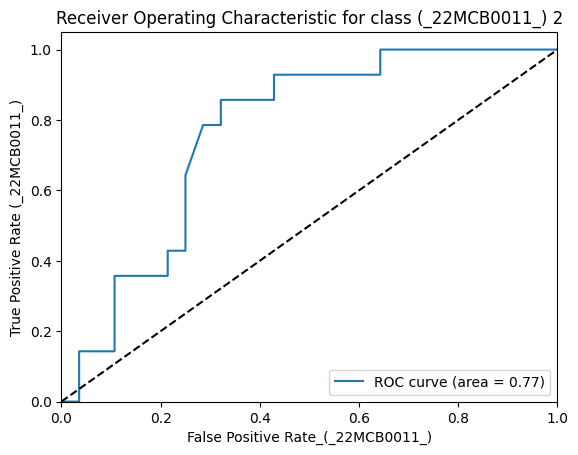 Receiver Operating Characteristic for class (_22MCB0011_) 2
True Positive Rate (_22MCB0011_)
1.0
0.8
0.6
0.4
0.2
0.0
ROC curve (area = 0.77)
0.0 0.2 0.4 0.6 0.8 1.0
False Positive Rate_(_22MCB0011_)